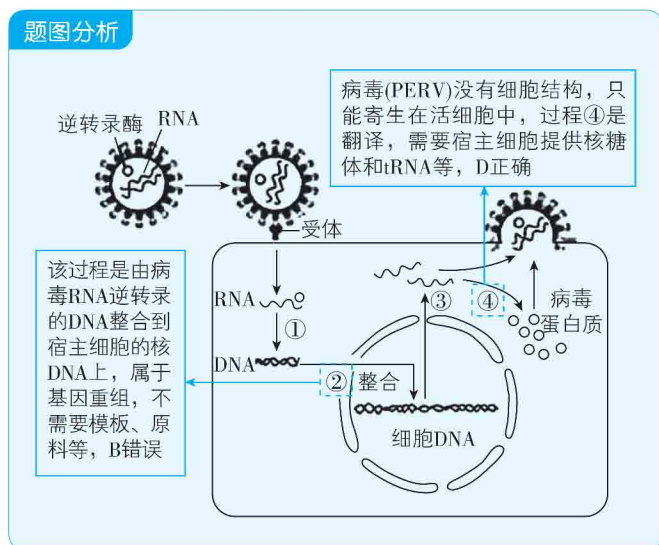 题图分析
病毒(PERV)没有细胞结构，只
能寄生在活细胞中，过程④是
翻译，需要宿主细胞提供核糖
体和tRNA等，D正确
逆转录酶
RNA
受体
该过程是由病
毒RNA逆转录
的DNA整合到
宿主细胞的核
DNA上，属于
基因重组，不
需要模板、原
料等，B错误
RNA
①
DNA
②
整合
③
④
病毒
蛋白质
细胞DNA